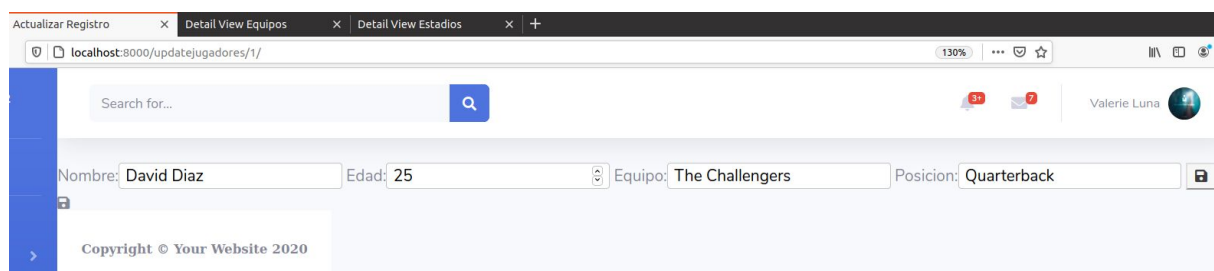 Actualizar Registro × Detail View Equipos × Detail View Estadios × +
localhost:8000/updatejugadores/1/ 130% ...
Search for... 3+ 7 Valerie Luna
Nombre: David Diaz Edad: 25 Equipo: The Challengers Posicion: Quarterback
Copyright © Your Website 2020